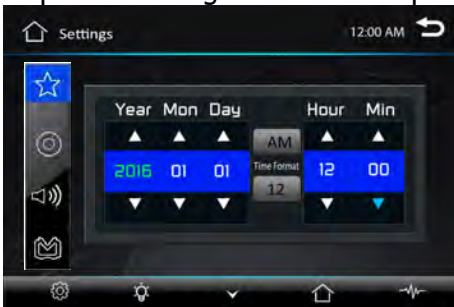 Settings
12:00 AM
Year Mon Day
Hour Min
AM
2016 01 01
Time Format
12 00
12